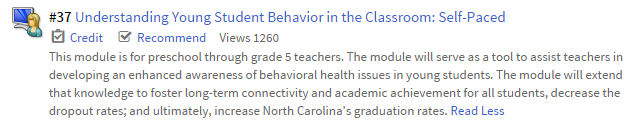 #37 Understanding Young Student Behavior in the Classroom: Self-Paced
Credit Recommend Views 1260
This module is for preschool through grade 5 teachers. The module will serve as a tool to assist teachers in
developing an enhanced awareness of behavioral health issues in young students. The module will extend
that knowledge to foster long-term connectivity and academic achievement for all students, decrease the
dropout rates; and ultimately, increase North Carolina's graduation rates. Read Less